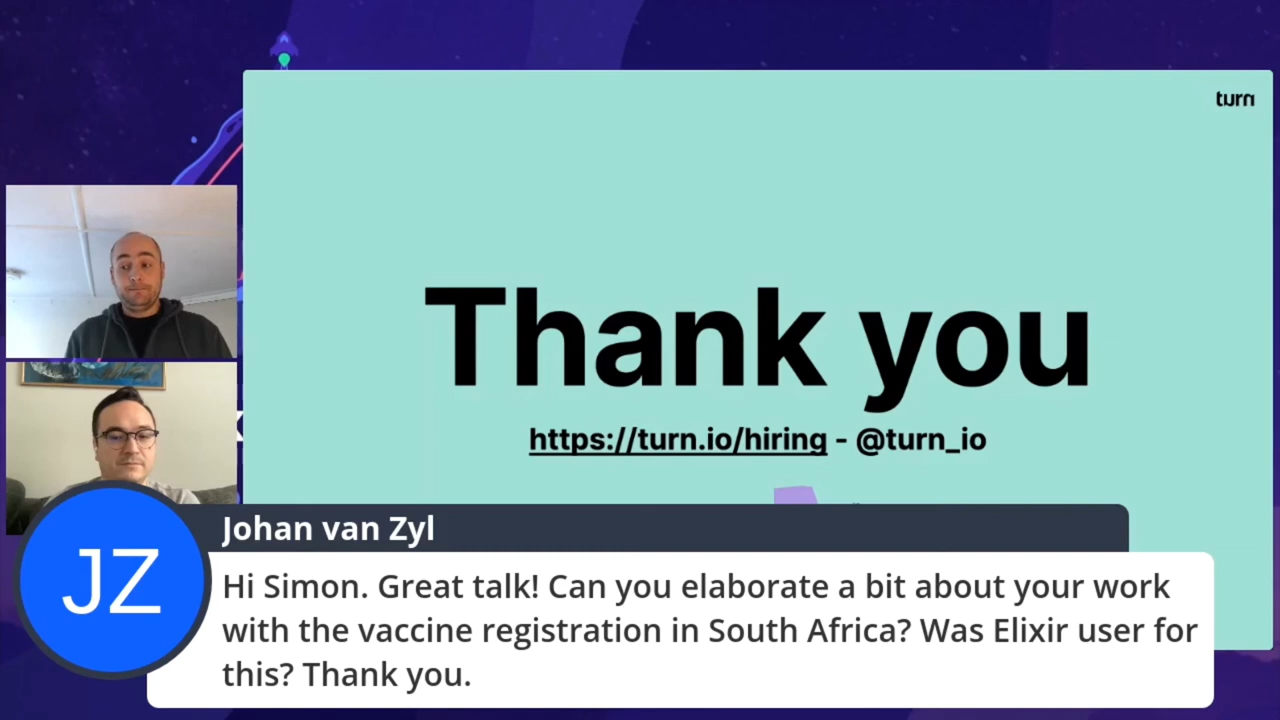 turn
Thank you
https://turn.io/hiring - @turn_io
JZ
Johan van Zyl
Hi Simon. Great talk! Can you elaborate a bit about your work
with the vaccine registration in South Africa? Was Elixir user for
this? Thank you.